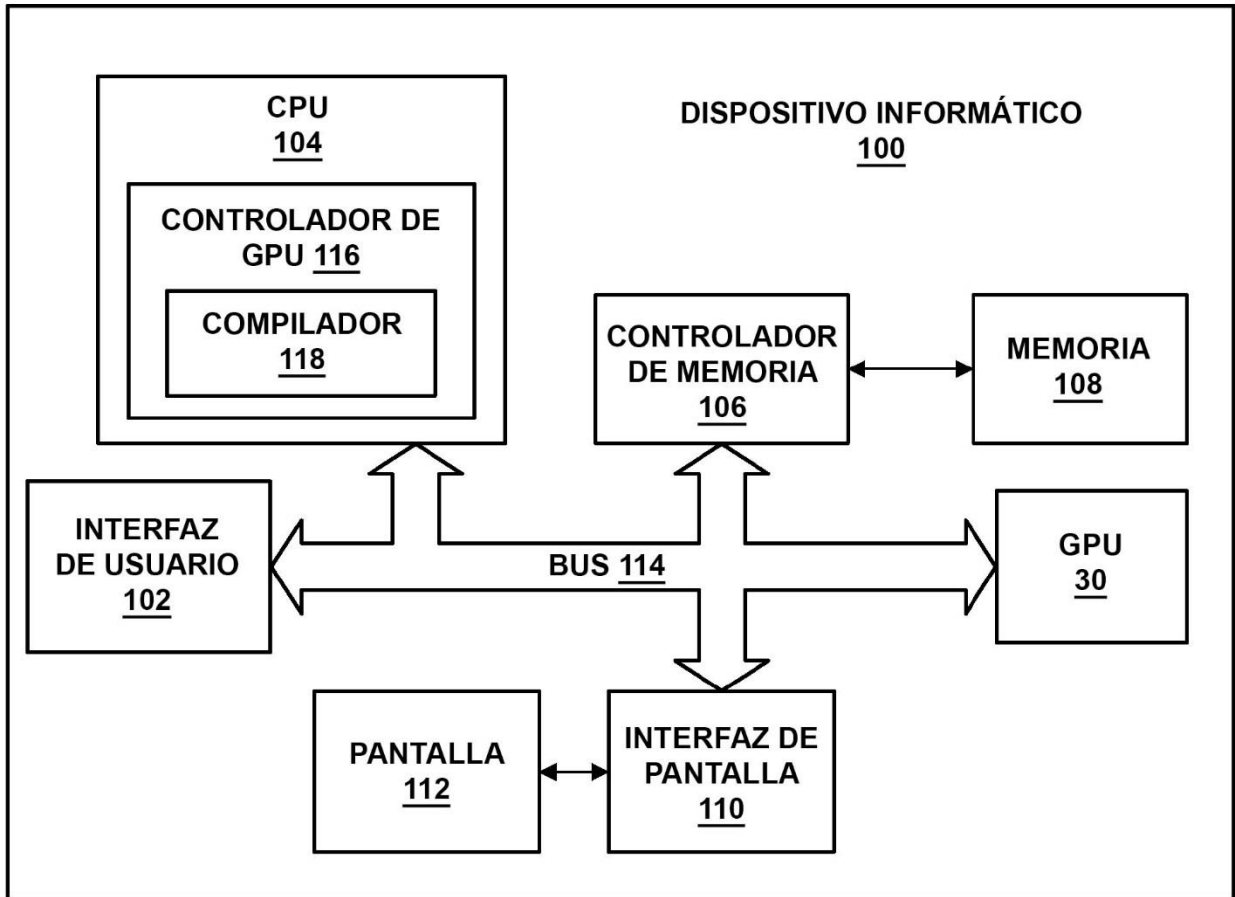 CPU
104
DISPOSITIVO INFORMÁTICO
100
CONTROLADOR DE
GPU 116
COMPILADOR
118
CONTROLADOR
DE MEMORIA
106
MEMORIA
108
INTERFAZ
DE USUARIO
102
BUS 114
GPU
30
PANTALLA
112
INTERFAZ DE
PANTALLA
110